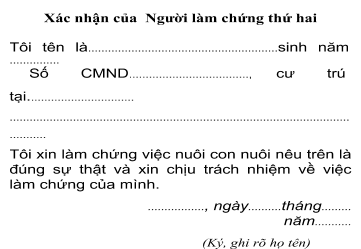 Xác nhận của Người làm chứng thứ hai
Tôi tên là..........................................sinh năm
..............
Số CMND..........................., cư trú
tại...........................
..............................................................................
...........
Tôi xin làm chứng việc nuôi con nuôi nêu trên là
đúng sự thật và xin chịu trách nhiệm về việc
làm chứng của mình.
................., ngày.........tháng.........
năm...........
(Ký, ghi rõ họ tên)